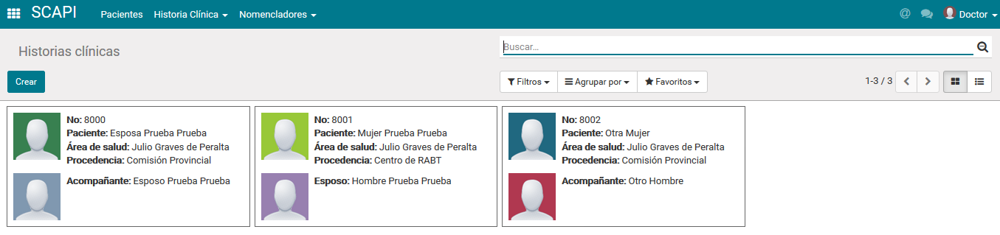 SCAPI Pacientes Historia Clínica Nomencladores @ Doctor
Historias clínicas
Buscar...
Crear
Filtros Agrupar por Favoritos 1-3 / 3
No: 8000
Paciente: Esposa Prueba Prueba
Área de salud: Julio Graves de Peralta
Procedencia: Comisión Provincial
Acompañante: Esposo Prueba Prueba
No: 8001
Paciente: Mujer Prueba Prueba
Área de salud: Julio Graves de Peralta
Procedencia: Centro de RABT
Esposo: Hombre Prueba Prueba
No: 8002
Paciente: Otra Mujer
Área de salud: Julio Graves de Peralta
Procedencia: Comisión Provincial
Acompañante: Otro Hombre